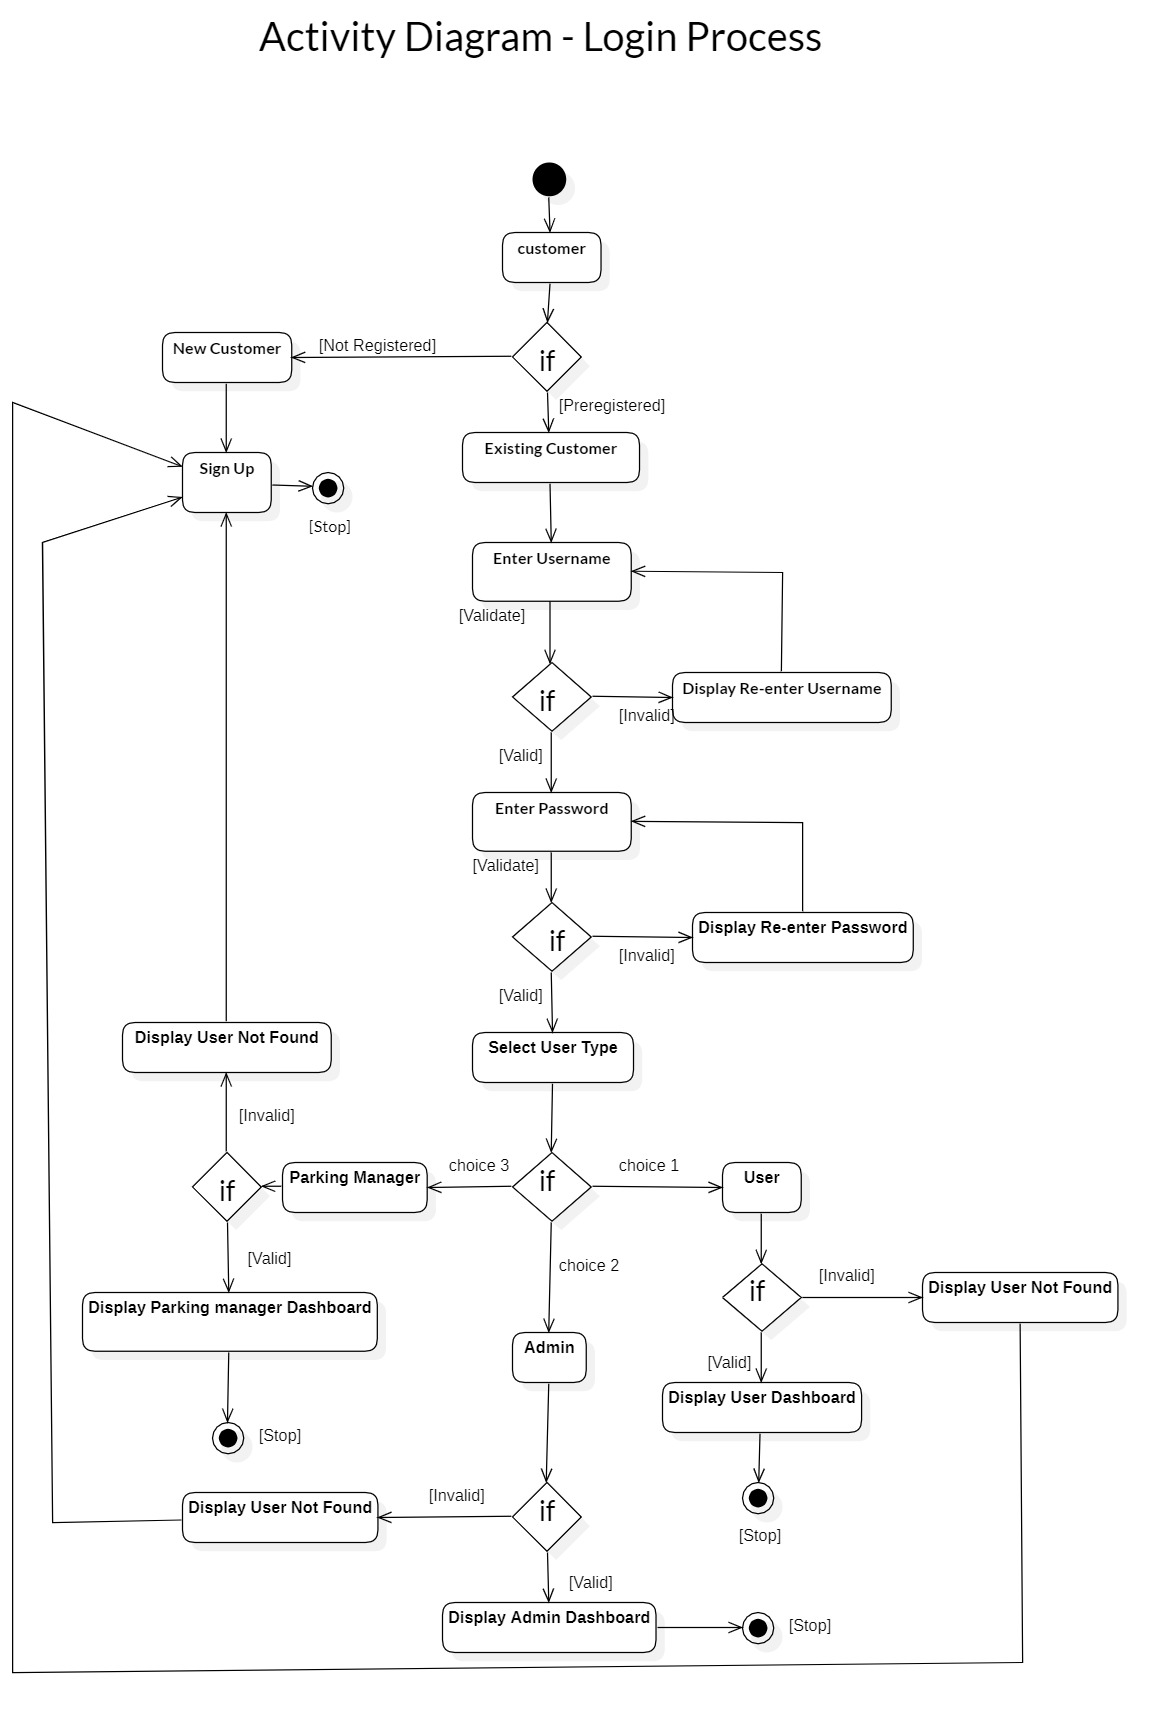 Activity Diagram - Login Process
customer
New Customer
[Not Registered]
if
[Preregistered]
Existing Customer
Sign Up
[Stop]
Enter Username
[Validate]
if
Display Re-enter Username
[Invalid]
[Valid]
Enter Password
[Validate]
if
Display Re-enter Password
[Invalid]
[Valid]
Display User Not Found
Select User Type
[Invalid]
choice 3
choice 1
if
Parking Manager
if
User
[Valid]
choice 2
[Invalid]
if
Display User Not Found
Display Parking manager Dashboard
Admin
[Valid]
Display User Dashboard
[Stop]
[Invalid]
Display User Not Found
if
[Stop]
[Valid]
Display Admin Dashboard
[Stop]